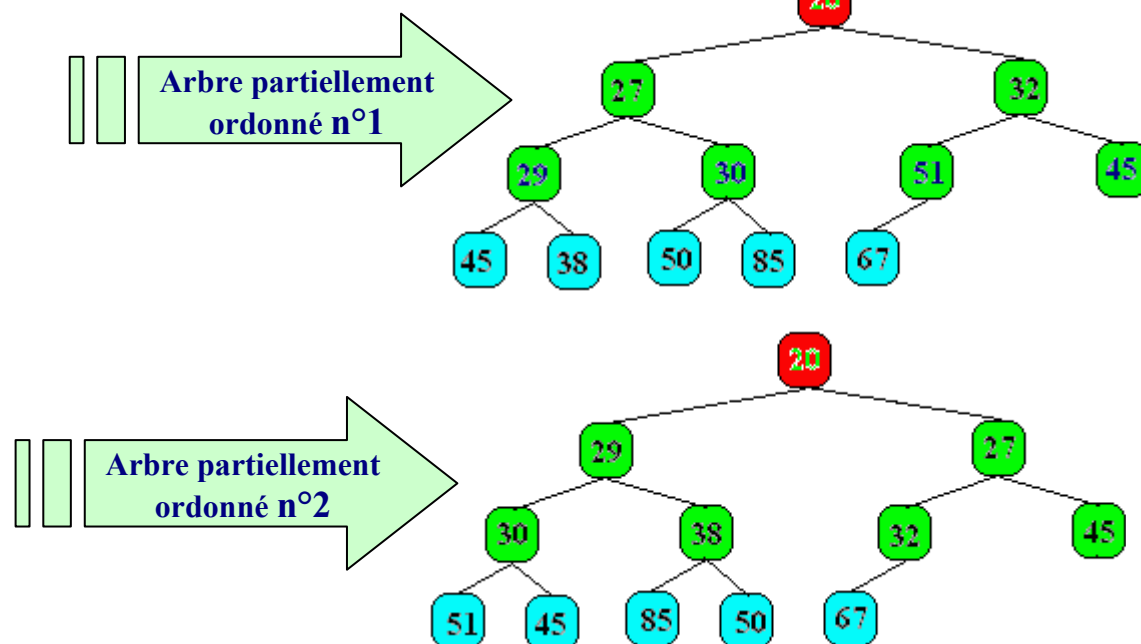 20
Arbre partiellement
ordonné n°1
27 32
29 30 51 45
45 38 50 85 67
20
Arbre partiellement
ordonné n°2
29 27
30 38 32 45
51 45 85 50 67